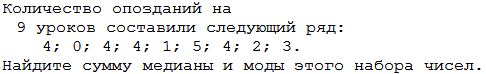 Количество опозданий на
9 уроков составили следующий ряд:
4; 0; 4; 4; 1; 5; 4; 2; 3.
Найдите сумму медианы и моды этого набора чисел.